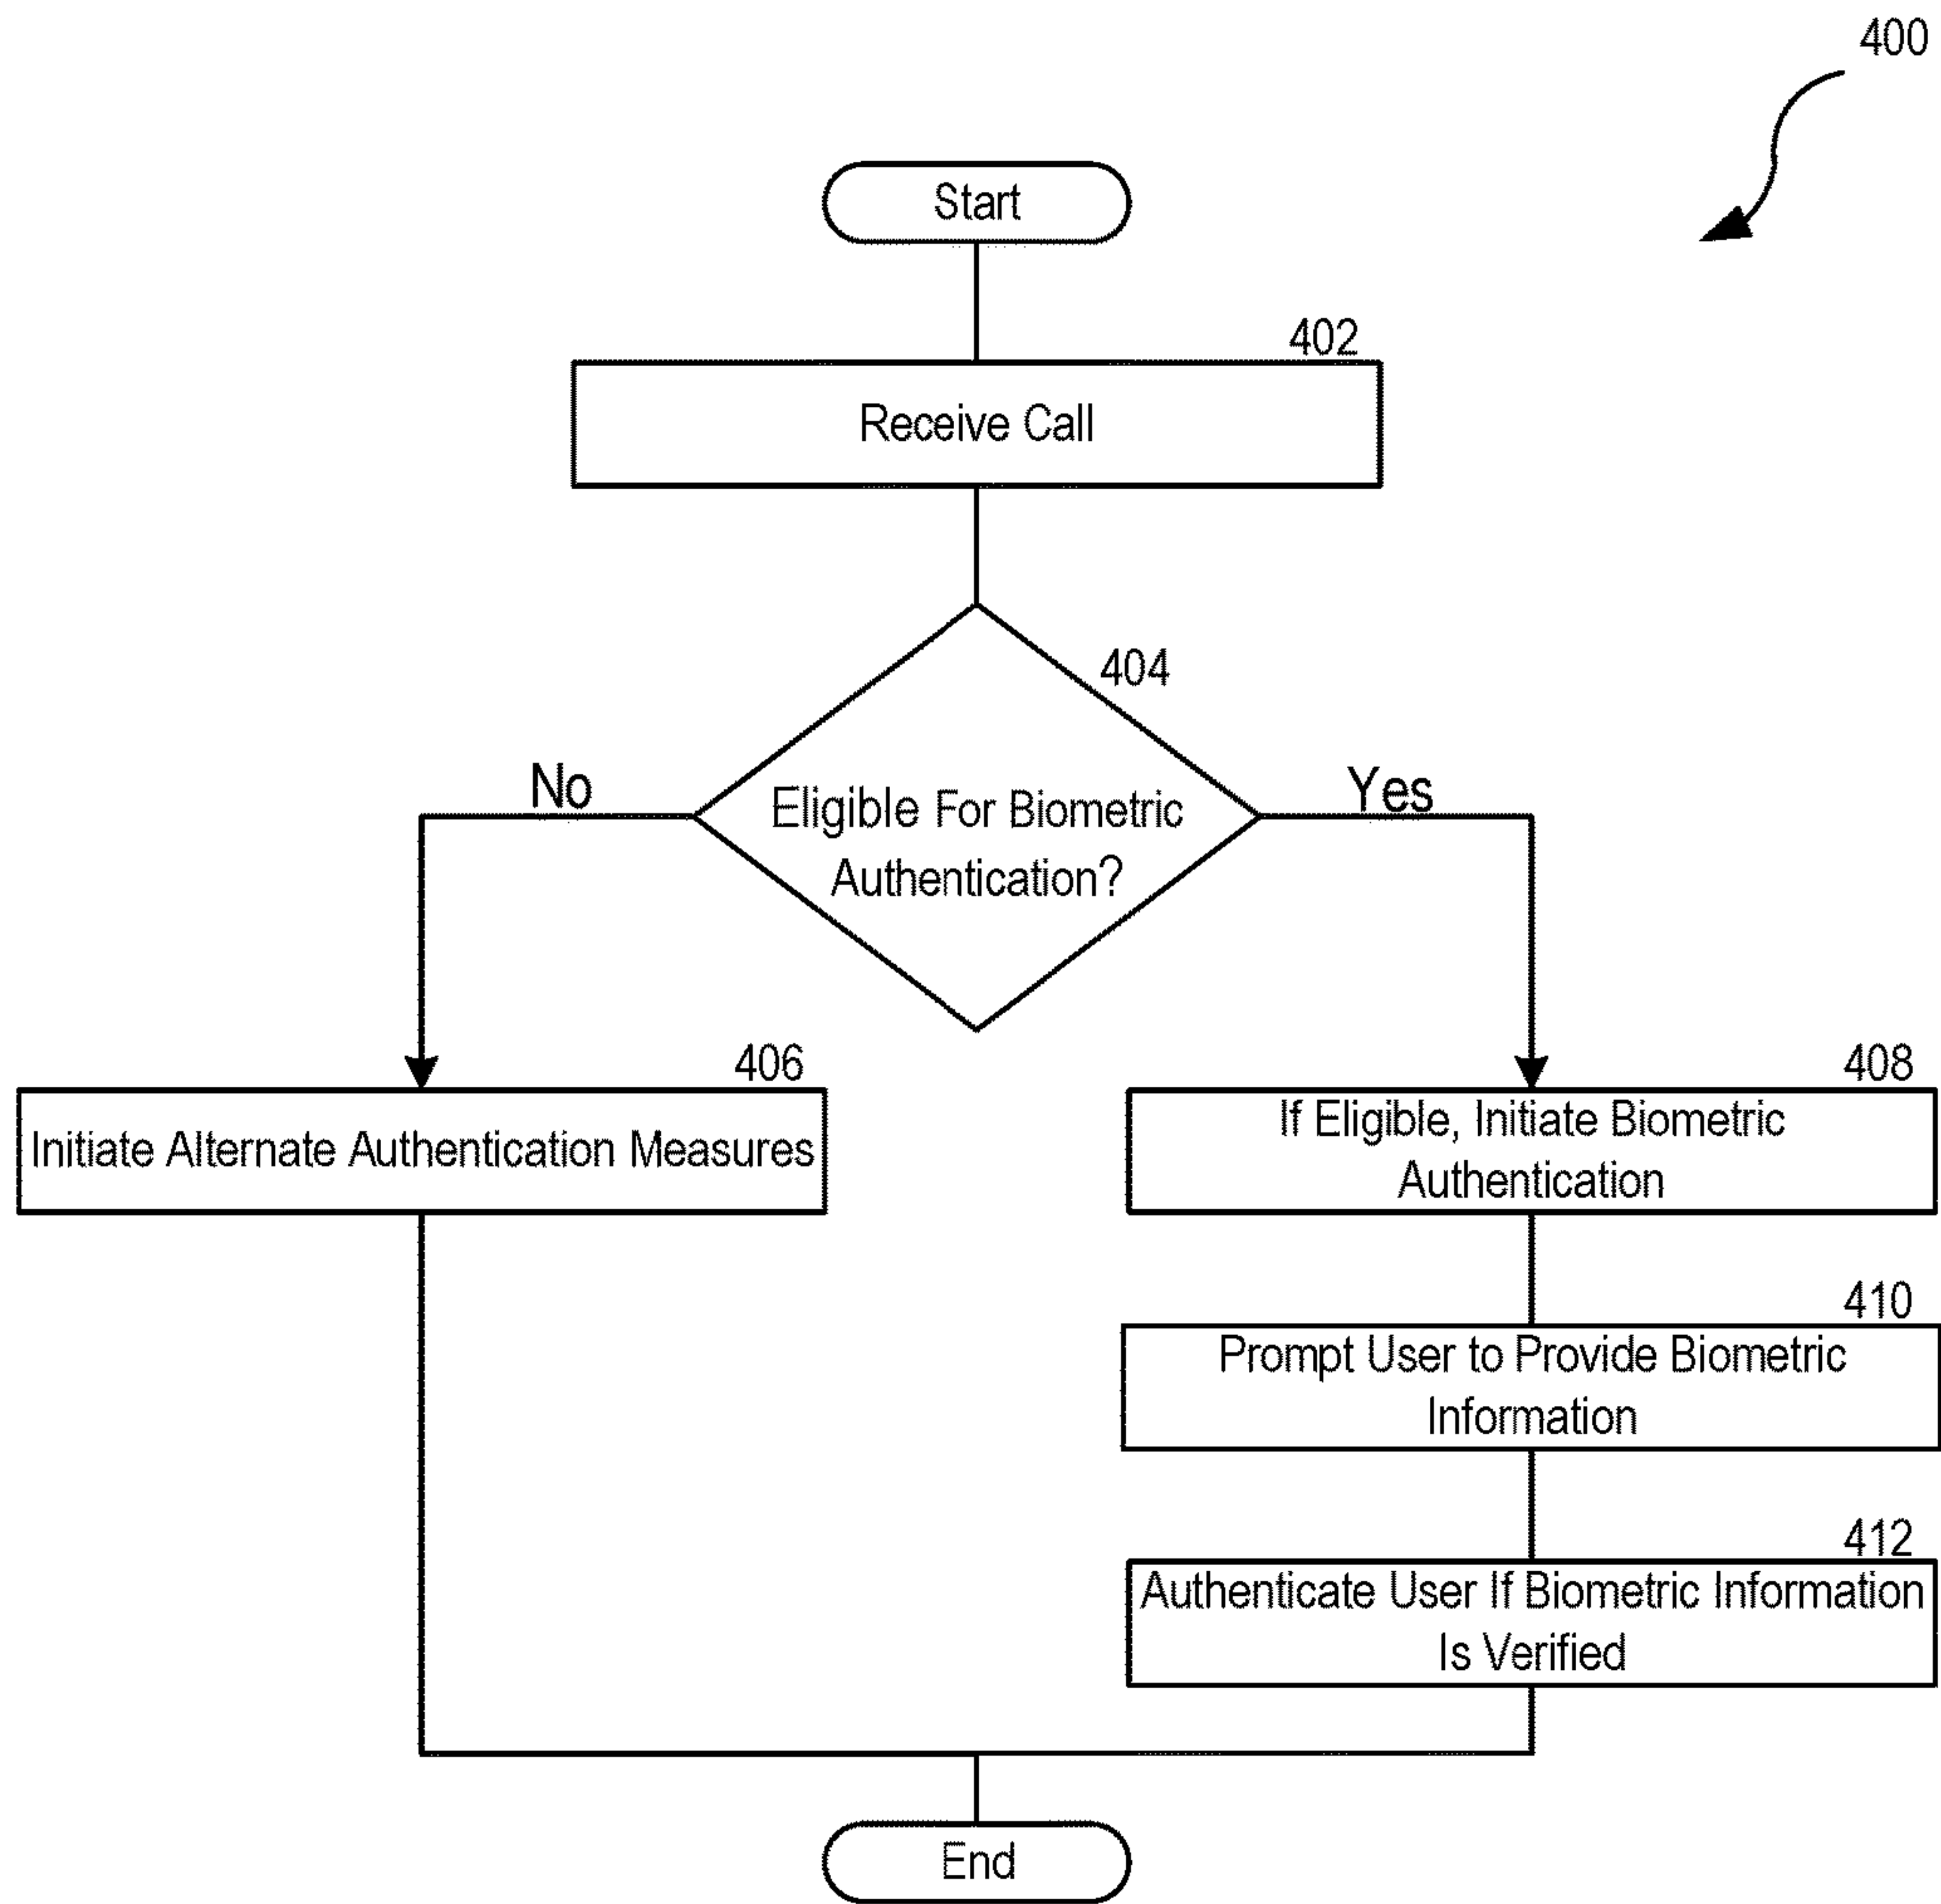 400
Start
402
Receive Call
404
No
Yes
Eligible For Biometric
Authentication?
406
Initiate Alternate Authentication Measures
408
If Eligible, Initiate Biometric
Authentication
410
Prompt User to Provide Biometric
Information
412
Authenticate User If Biometric Information
Is Verified
End